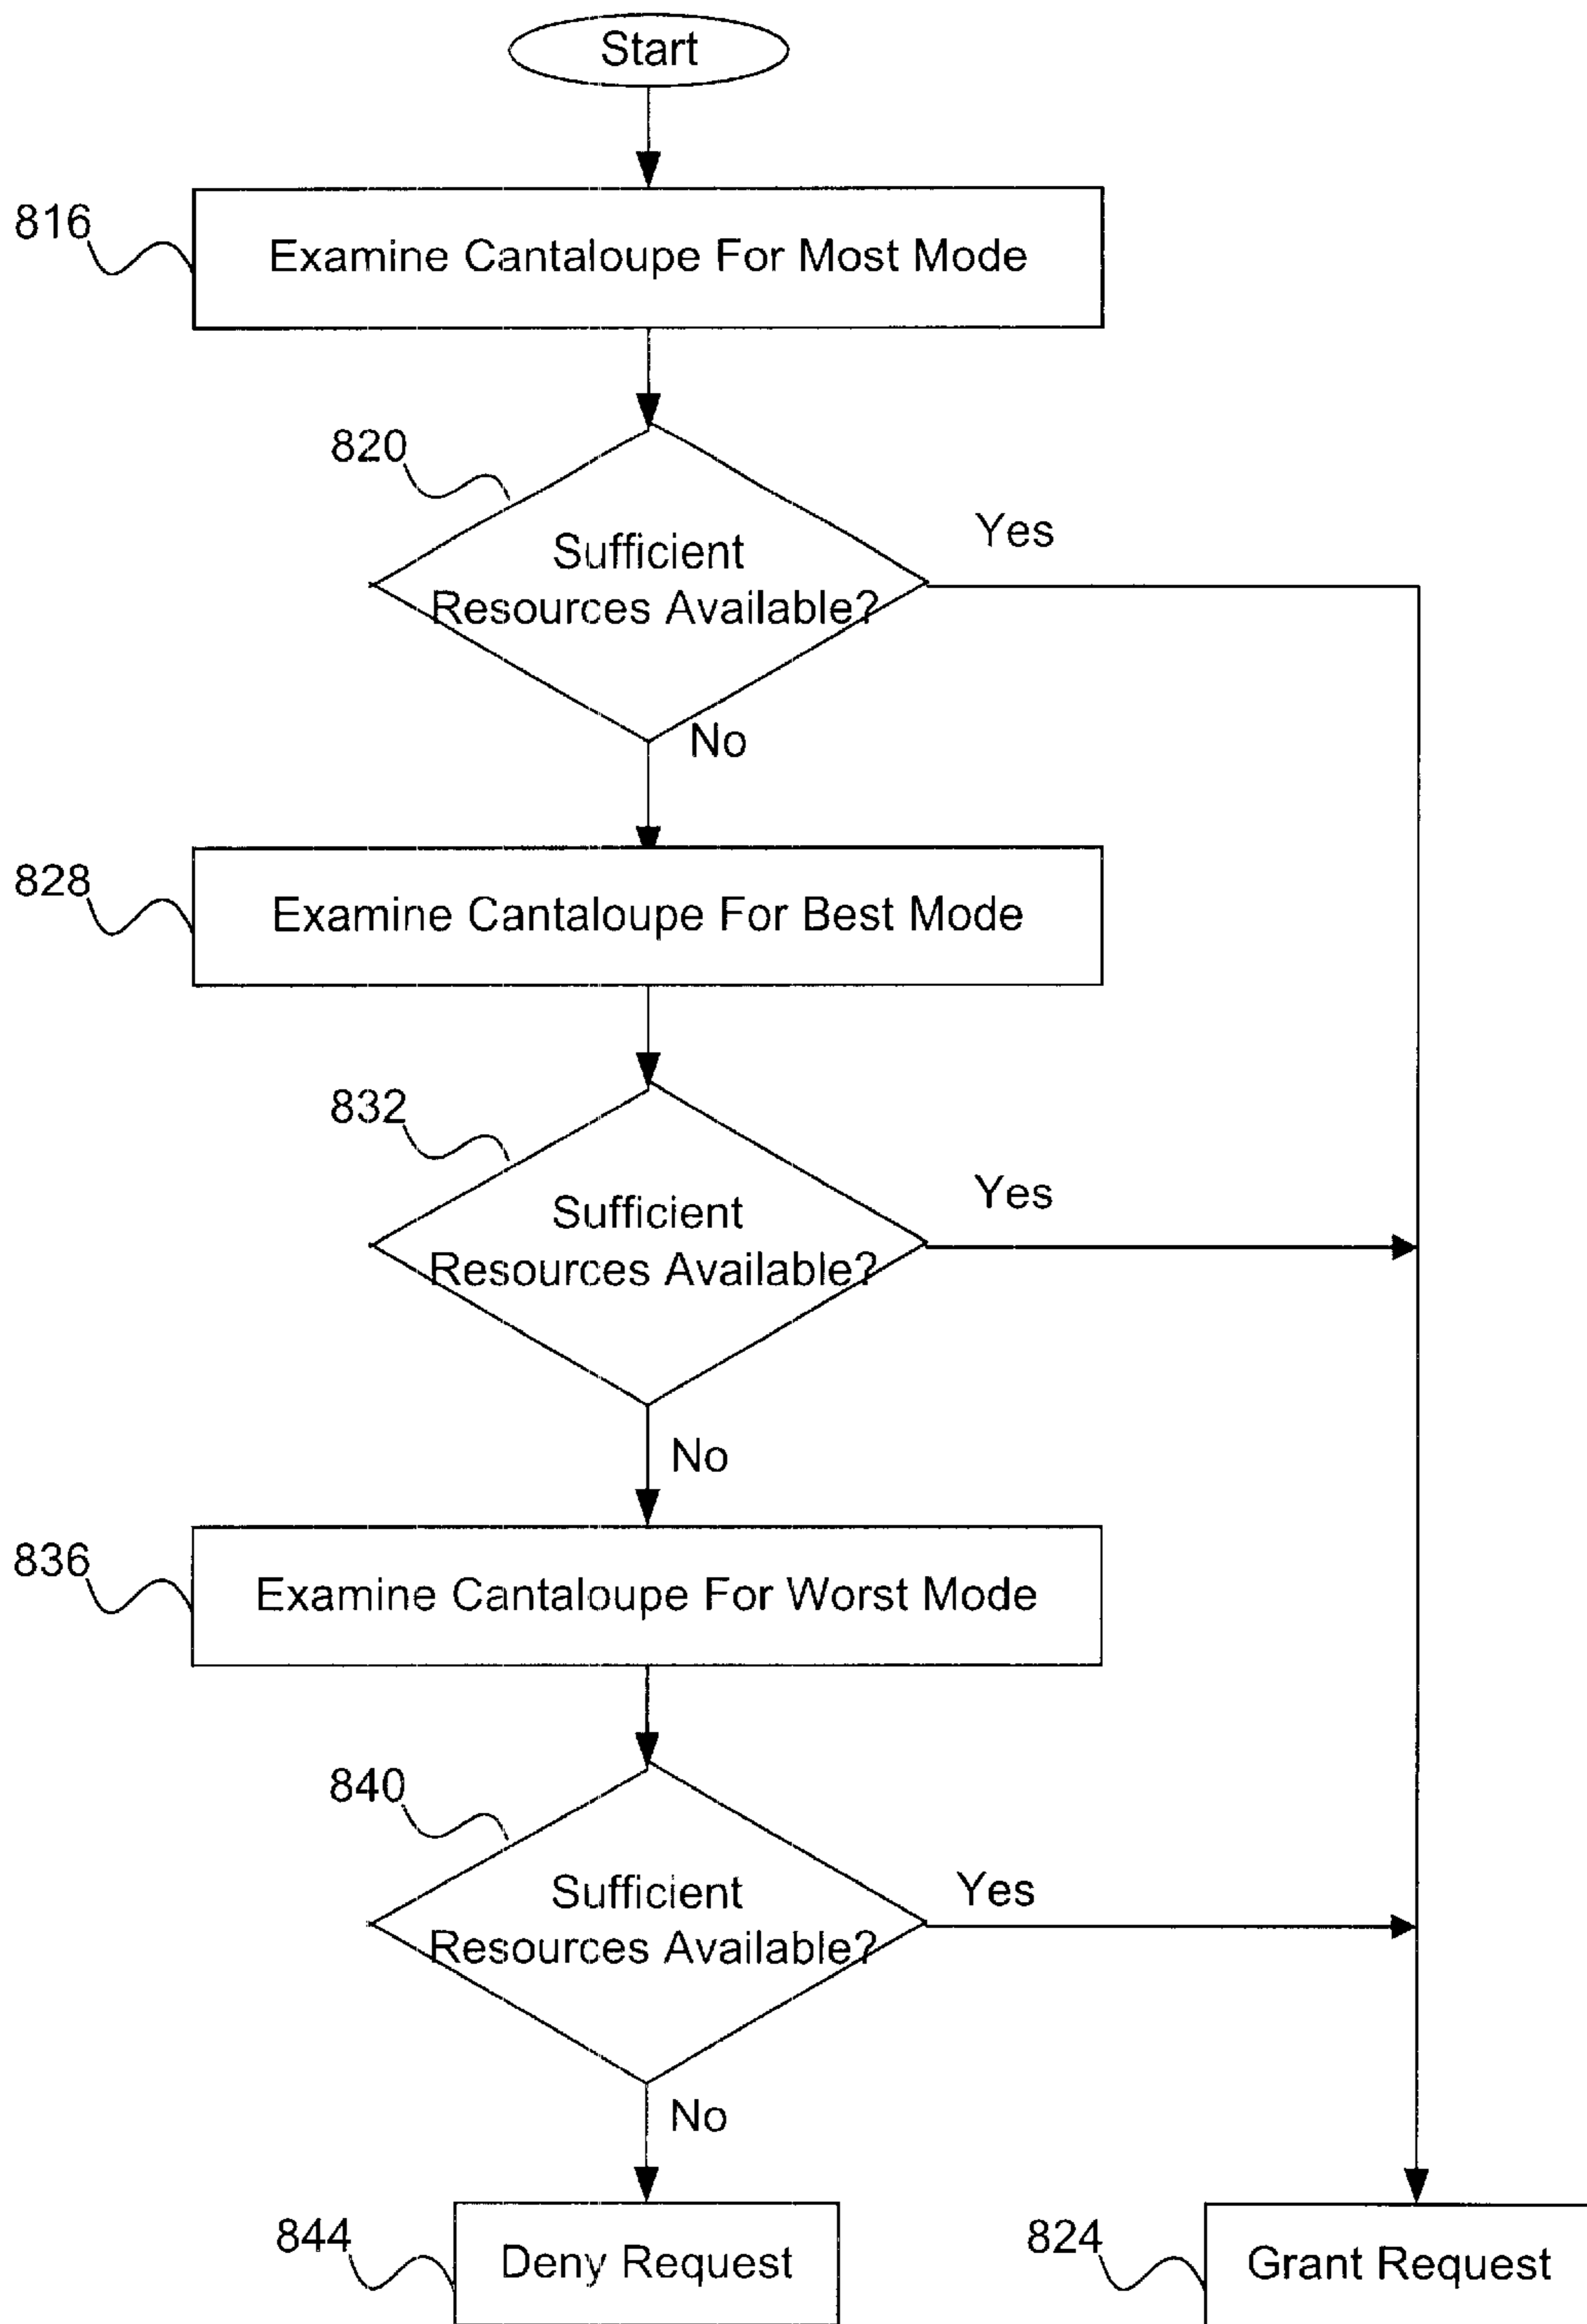 Start
816
Examine Cantaloupe For Most Mode
820
Sufficient
Resources Available?
Yes
No
828
Examine Cantaloupe For Best Mode
832
Sufficient
Resources Available?
Yes
No
836
Examine Cantaloupe For Worst Mode
840
Sufficient
Resources Available?
Yes
No
844
Deny Request
824
Grant Request